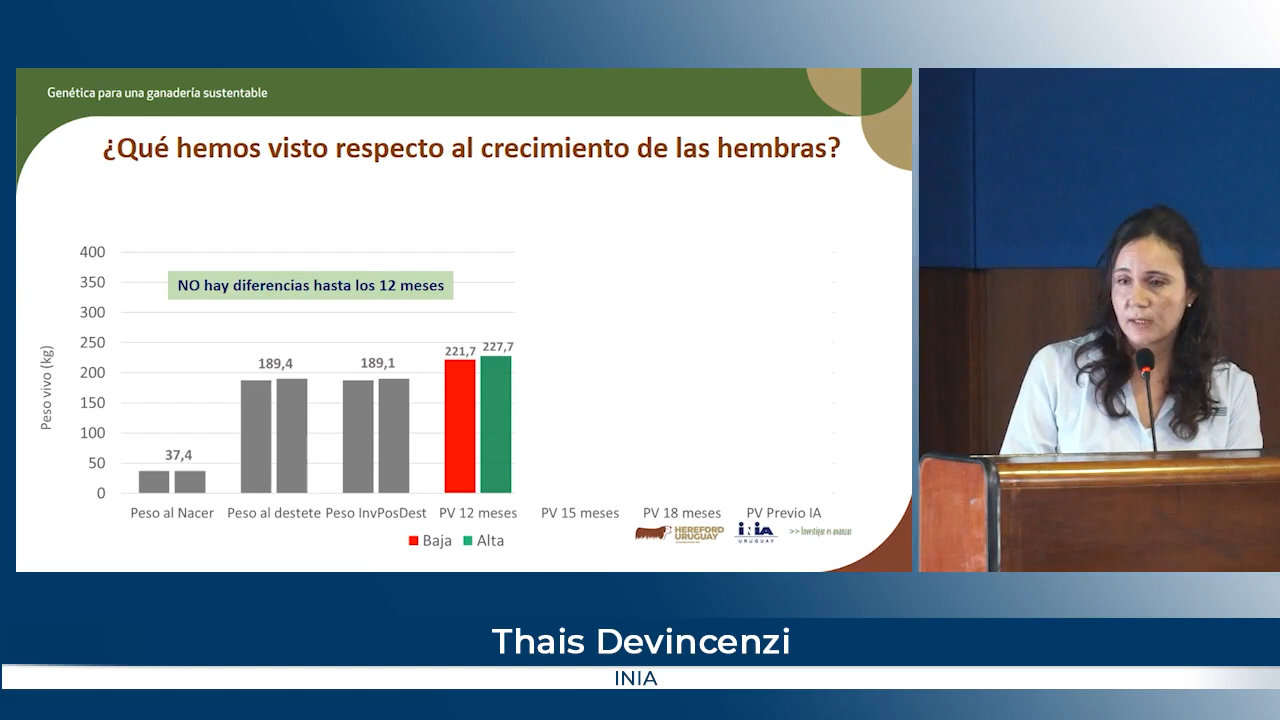 Genética para una ganadería sustentable
¿Qué hemos visto respecto al crecimiento de las hembras?
NO hay diferencias hasta los 12 meses
Peso vivo (kg)
400
350
300
250
200
150
100
50
0
37,4
189,4
189,1
221,7
227,7
Peso al Nacer
Peso al destete
Peso InvPosDest
PV 12 meses
PV 15 meses
PV 18 meses
PV Previo IA
Baja
Alta
HEREFORD
URUGUAY
INIA
URUGUAY
>> Investigar es avanzar
Thais Devincenzi
INIA